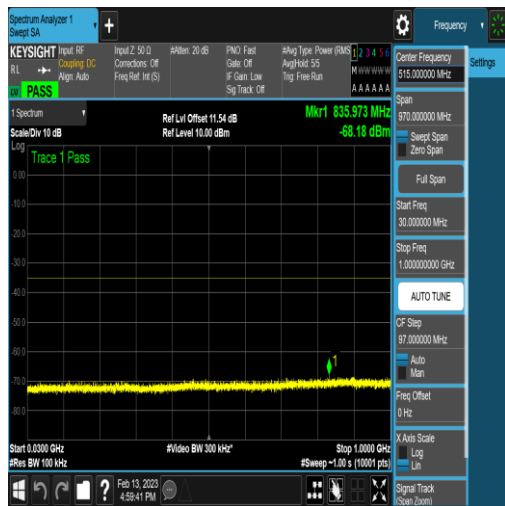 Spectrum Analyzer 1
Swept SA
+
Frequency
KEYSIGHT
RL
Input: RF
Coupling: DC
Align: Auto
Input Z: 50 Ω
Corrections: Off
Freq Ref: Int (S)
#Atten: 20 dB
PNO: Fast
Gate: Off
IF Gain: Low
Sig Track: Off
#Avg Type: Power (RMS
Avg|Hold: 5/5
Trig: Free Run
1 2 3 4 5 6
M w w w w w
A A A A A A
PASS
1 Spectrum
Scale/Div 10 dB
Log
Ref Lvl Offset 11.54 dB
Ref Level 10.00 dBm
Mkr1 835.973 MHz
-68.18 dBm
Trace 1 Pass
0.00
-10.0
-20.0
-30.0
-40.0
-50.0
-60.0
-70.0
-80.0
1
Start 0.0300 GHz
#Res BW 100 kHz
#Video BW 300 kHz*
Stop 1.0000 GHz
#Sweep ~1.00 s (10001 pts)
Feb 13, 2023
4:59:41 PM
Center Frequency
515.000000 MHz
Settings
Span
970.000000 MHz
Swept Span
Zero Span
Full Span
Start Freq
30.000000 MHz
Stop Freq
1.000000000 GHz
AUTO TUNE
CF Step
97.000000 MHz
Auto
Man
Freq Offset
0 Hz
X Axis Scale
Log
Lin
Signal Track
(Span Zoom)